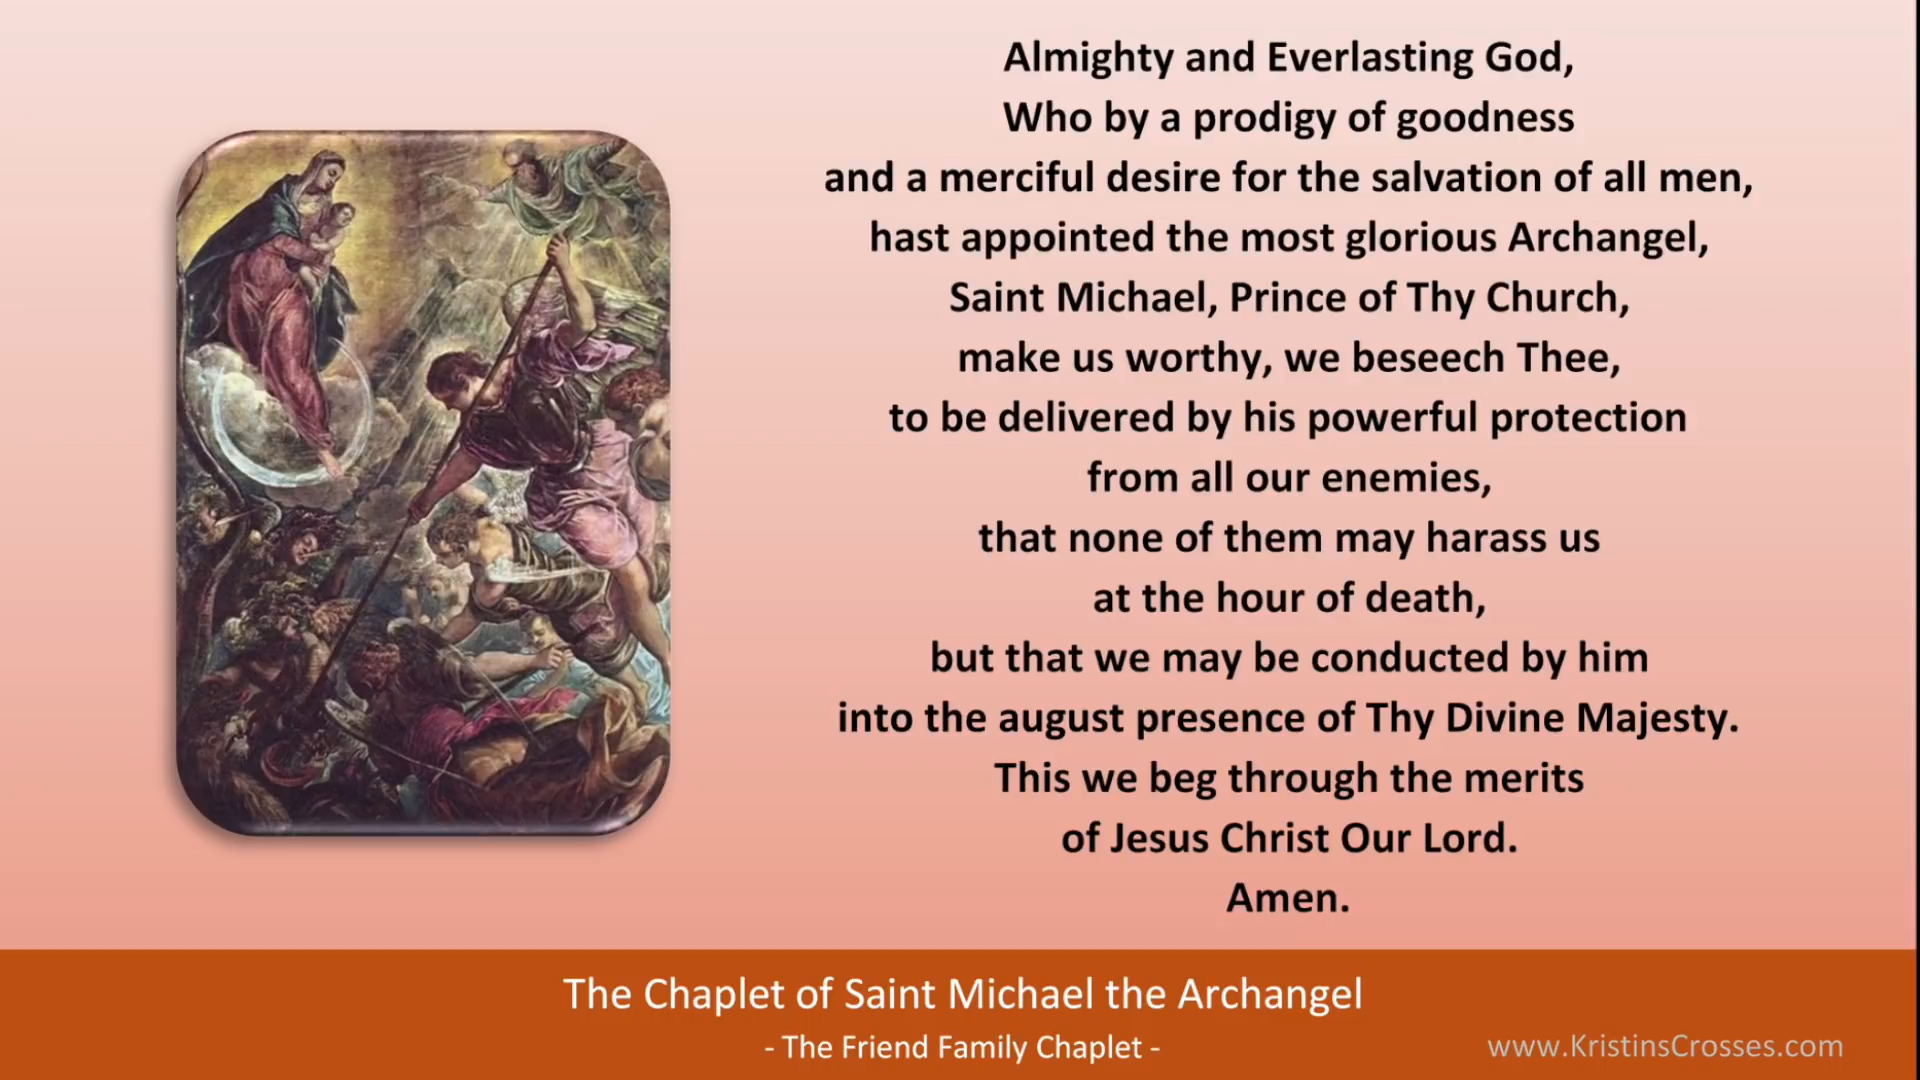 Almighty and Everlasting God,
Who by a prodigy of goodness
and a merciful desire for the salvation of all men,
hast appointed the most glorious Archangel,
Saint Michael, Prince of Thy Church,
make us worthy, we beseech Thee,
to be delivered by his powerful protection
from all our enemies,
that none of them may harass us
at the hour of death,
but that we may be conducted by him
into the august presence of Thy Divine Majesty.
This we beg through the merits
of Jesus Christ Our Lord.
Amen.
The Chaplet of Saint Michael the Archangel
- The Friend Family Chaplet -
www.KristinsCrosses.com